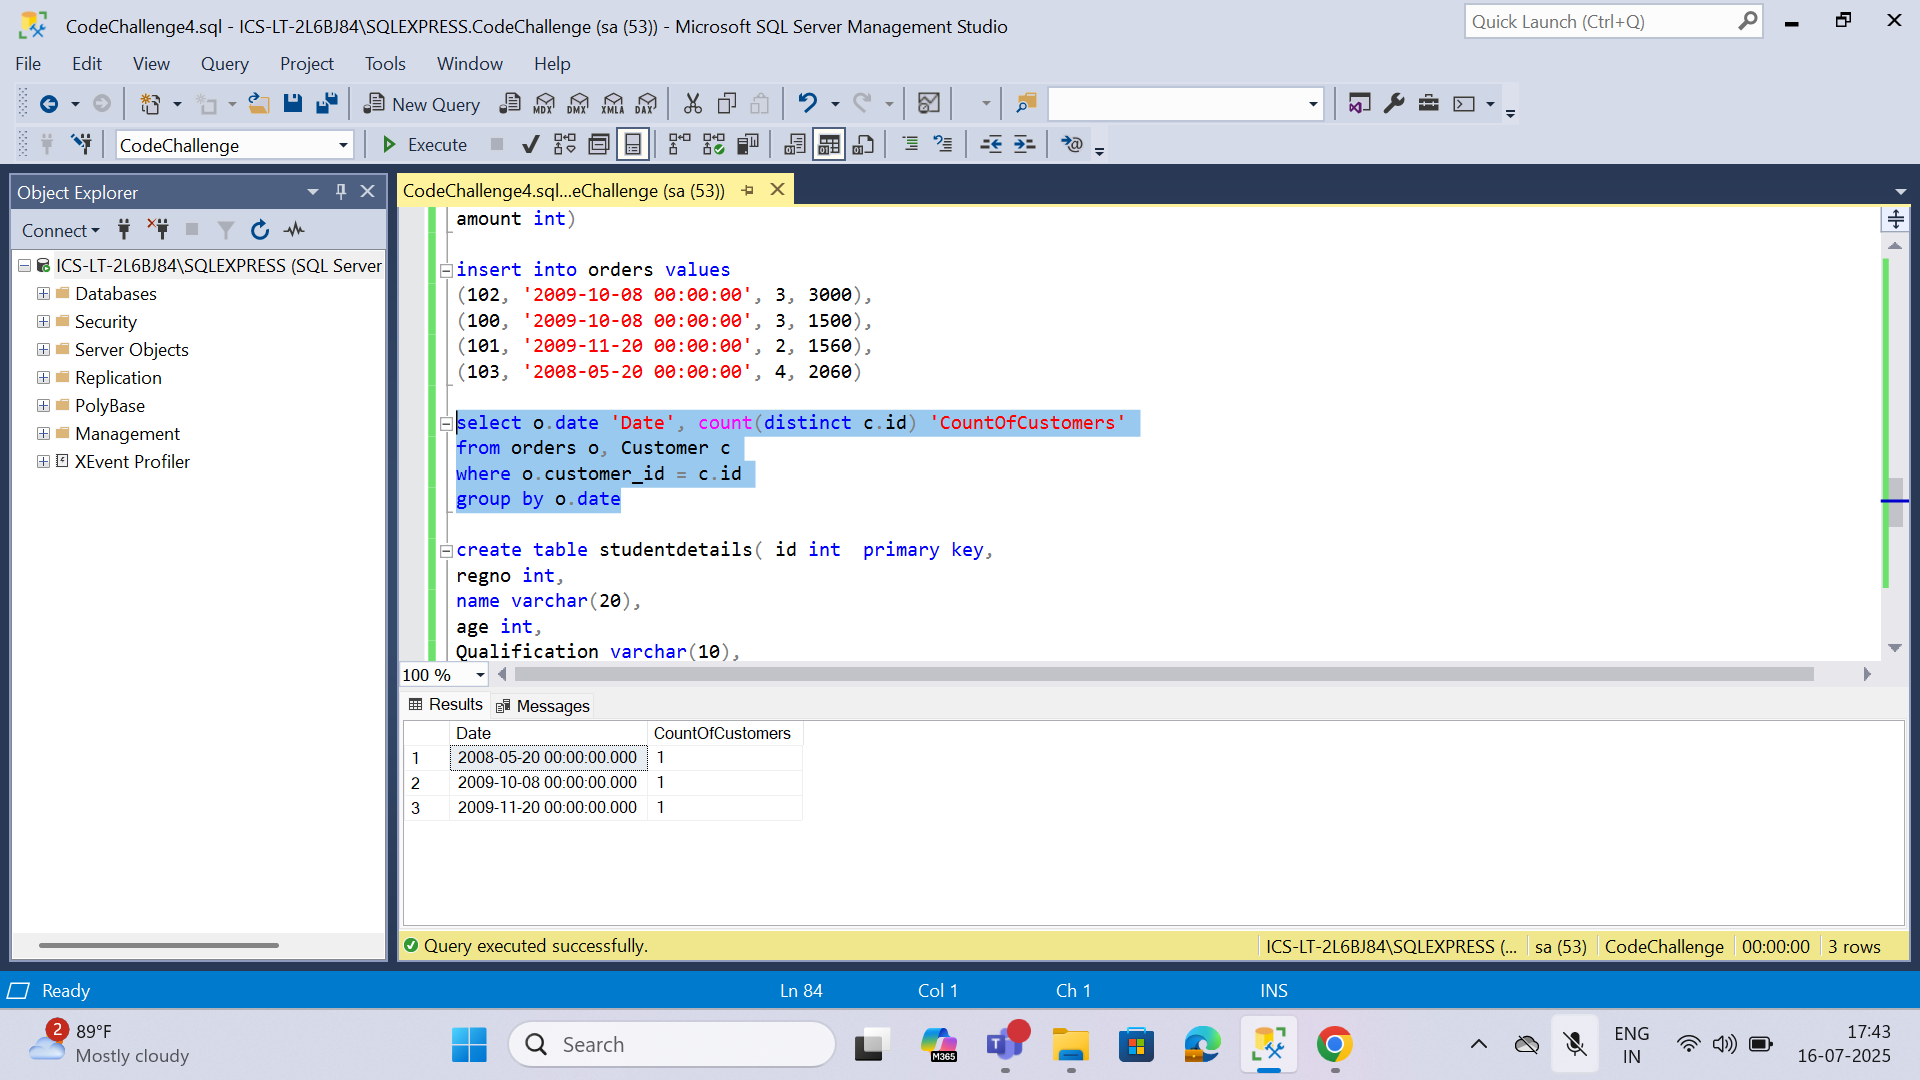 CodeChallenge4.sql - ICS-LT-2L6BJ84\SQLEXPRESS.CodeChallenge (sa (53)) - Microsoft SQL Server Management Studio
Quick Launch (Ctrl+Q)
File Edit View Query Project Tools Window Help
New Query MDX DMX XMLA DAX
CodeChallenge Execute
Object Explorer
Connect
ICS-LT-2L6BJ84\SQLEXPRESS (SQL Server
Databases
Security
Server Objects
Replication
PolyBase
Management
XEvent Profiler
CodeChallenge4.sql...eChallenge (sa (53))
amount int)
insert into orders values
(102, '2009-10-08 00:00:00', 3, 3000),
(100, '2009-10-08 00:00:00', 3, 1500),
(101, '2009-11-20 00:00:00', 2, 1560),
(103, '2008-05-20 00:00:00', 4, 2060)
select o.date 'Date', count(distinct c.id) 'CountOfCustomers'
from orders o, Customer c
where o.customer_id = c.id
group by o.date
create table studentdetails( id int  primary key,
regno int,
name varchar(20),
age int,
Qualification varchar(10),
100 %
Results Messages
Date CountOfCustomers
1 2008-05-20 00:00:00.000 1
2 2009-10-08 00:00:00.000 1
3 2009-11-20 00:00:00.000 1
Query executed successfully. ICS-LT-2L6BJ84\SQLEXPRESS (... sa (53) CodeChallenge 00:00:00 3 rows
Ready Ln 84 Col 1 Ch 1 INS
2 89°F
Mostly cloudy
Search
M365
T
ENG
IN
17:43
16-07-2025